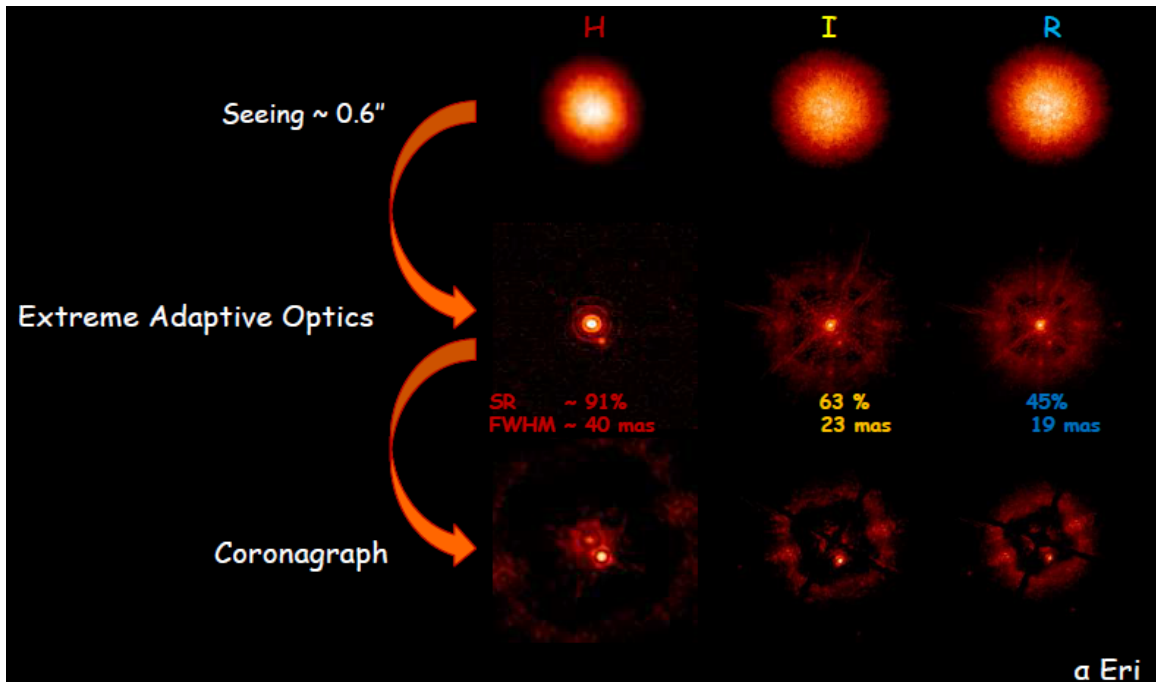 H I R
Seeing ~ 0.6"
Extreme Adaptive Optics
SR ~ 91% 63 % 45%
FWHM ~ 40 mas 23 mas 19 mas
Coronagraph
α Eri